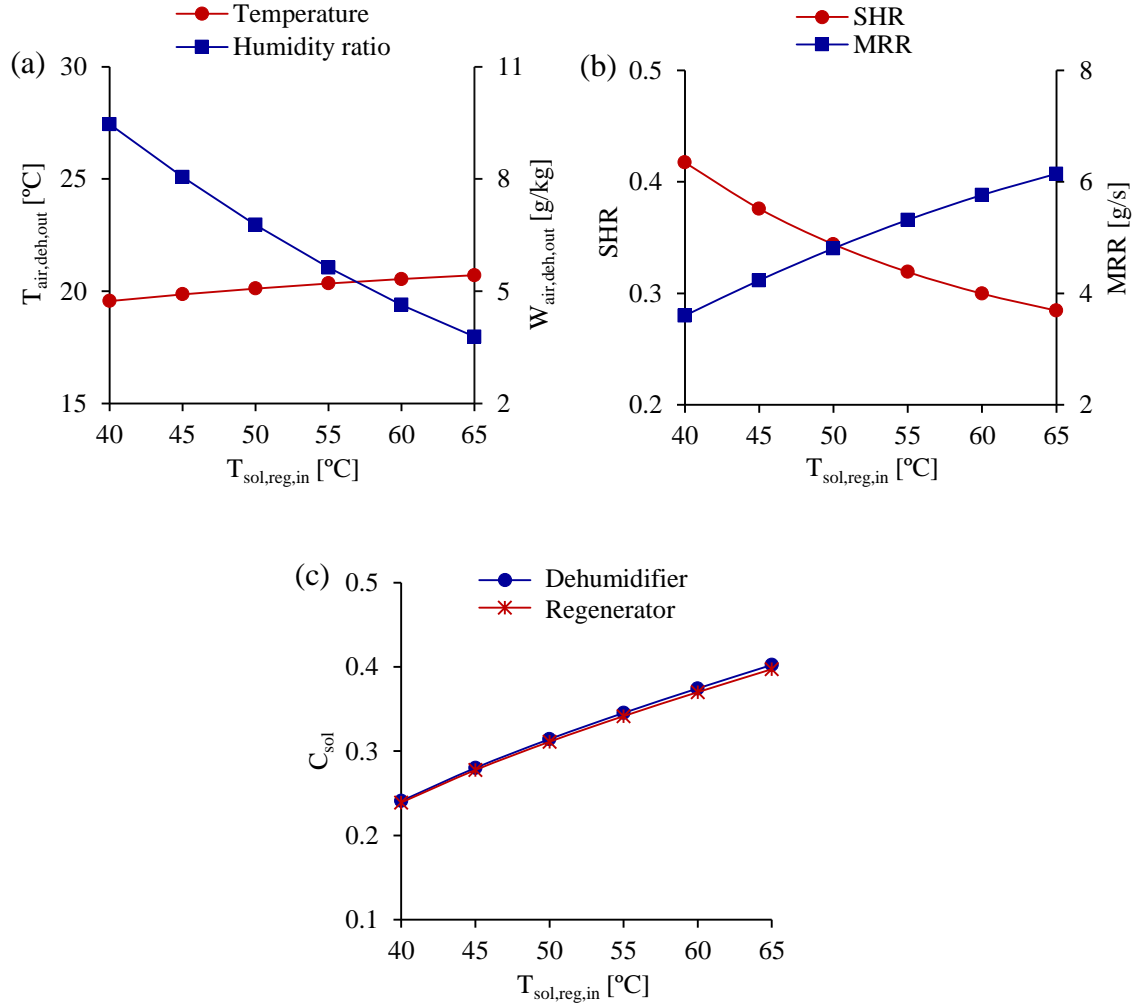 Temperature
Humidity ratio
(a)
30
25
20
15
T_air,deh,out [ºC]
11
8
5
2
W_air,deh,out [g/kg]
40 45 50 55 60 65
T_sol,reg,in [ºC]
SHR
MRR
(b)
0.5
0.4
0.3
0.2
SHR
8
6
4
2
MRR [g/s]
40 45 50 55 60 65
T_sol,reg,in [ºC]
(c)
Dehumidifier
Regenerator
0.5
0.4
0.3
0.2
0.1
C_sol
40 45 50 55 60 65
T_sol,reg,in [ºC]